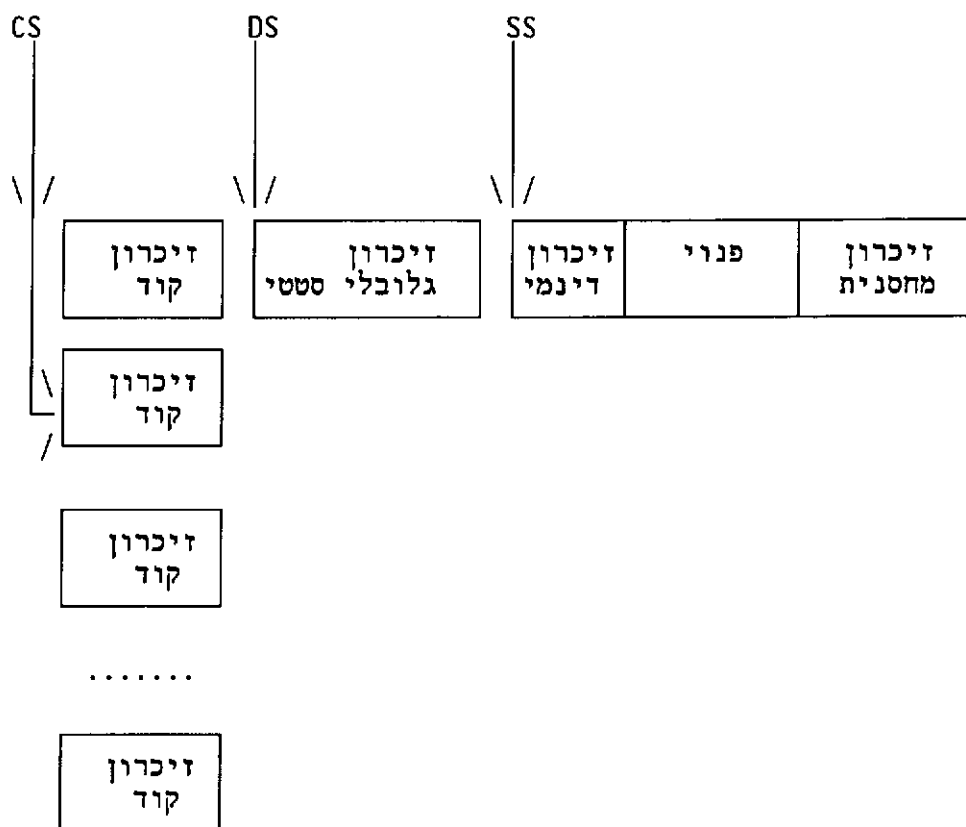 CS DS SS
זיכרון
קוד
זיכרון
גלובלי סטטי
זיכרון
דינמי
פנוי
זיכרון
מחסנית
זיכרון
קוד
זיכרון
קוד
.......
זיכרון
קוד